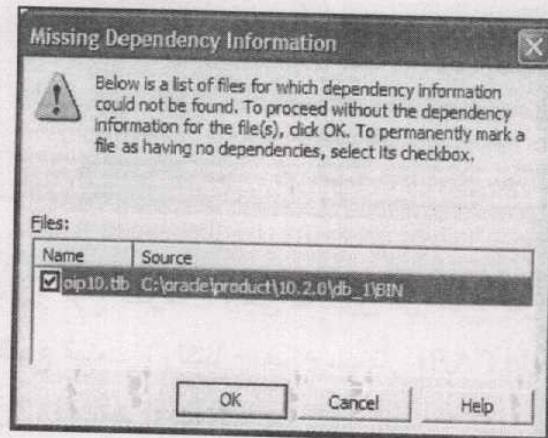 Missing Dependency Information
Below is a list of files for which dependency information
could not be found. To proceed without the dependency
information for the file(s), click OK. To permanently mark a
file as having no dependencies, select its checkbox.
Files:
Name Source
oip10.tlb C:\oracle\product\10.2.0\db_1\BIN
OK Cancel Help